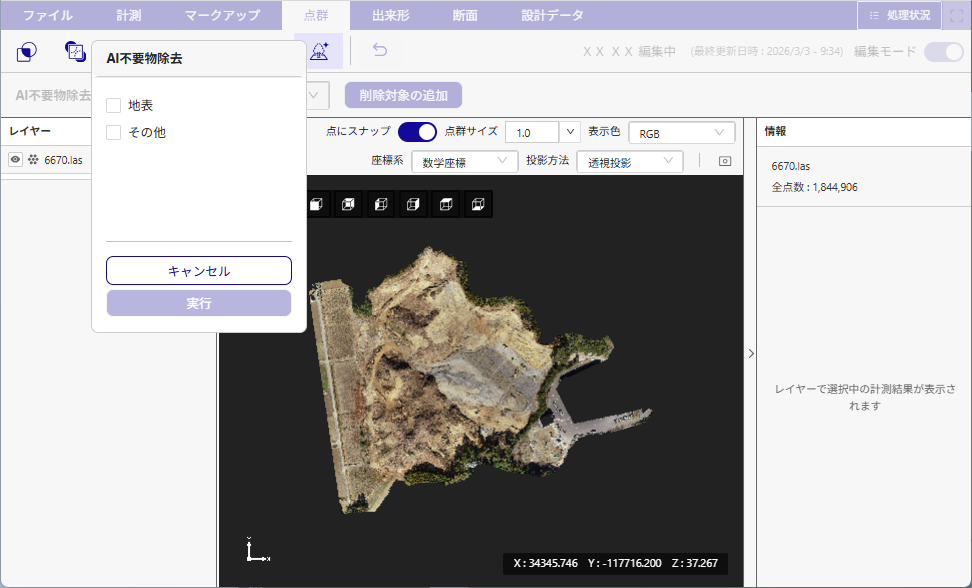 ファイル 計測 マークアップ 点群 出来形 断面 設計データ 処理状況
ＸＸ ＸＸ 編集中 (最終更新日時 : 2026/3/3 - 9:34) 編集モード
AI不要物除去
AI不要物除去
削除対象の追加
地表
その他
キャンセル
実行
レイヤー
6670.las
点にスナップ 点群サイズ 1.0 表示色 RGB
座標系 数学座標 投影方法 透視投影
X : 34345.746 Y : -117716.200 Z : 37.267
情報
6670.las
全点数 : 1,844,906
レイヤーで選択中の計測結果が表示さ
れます